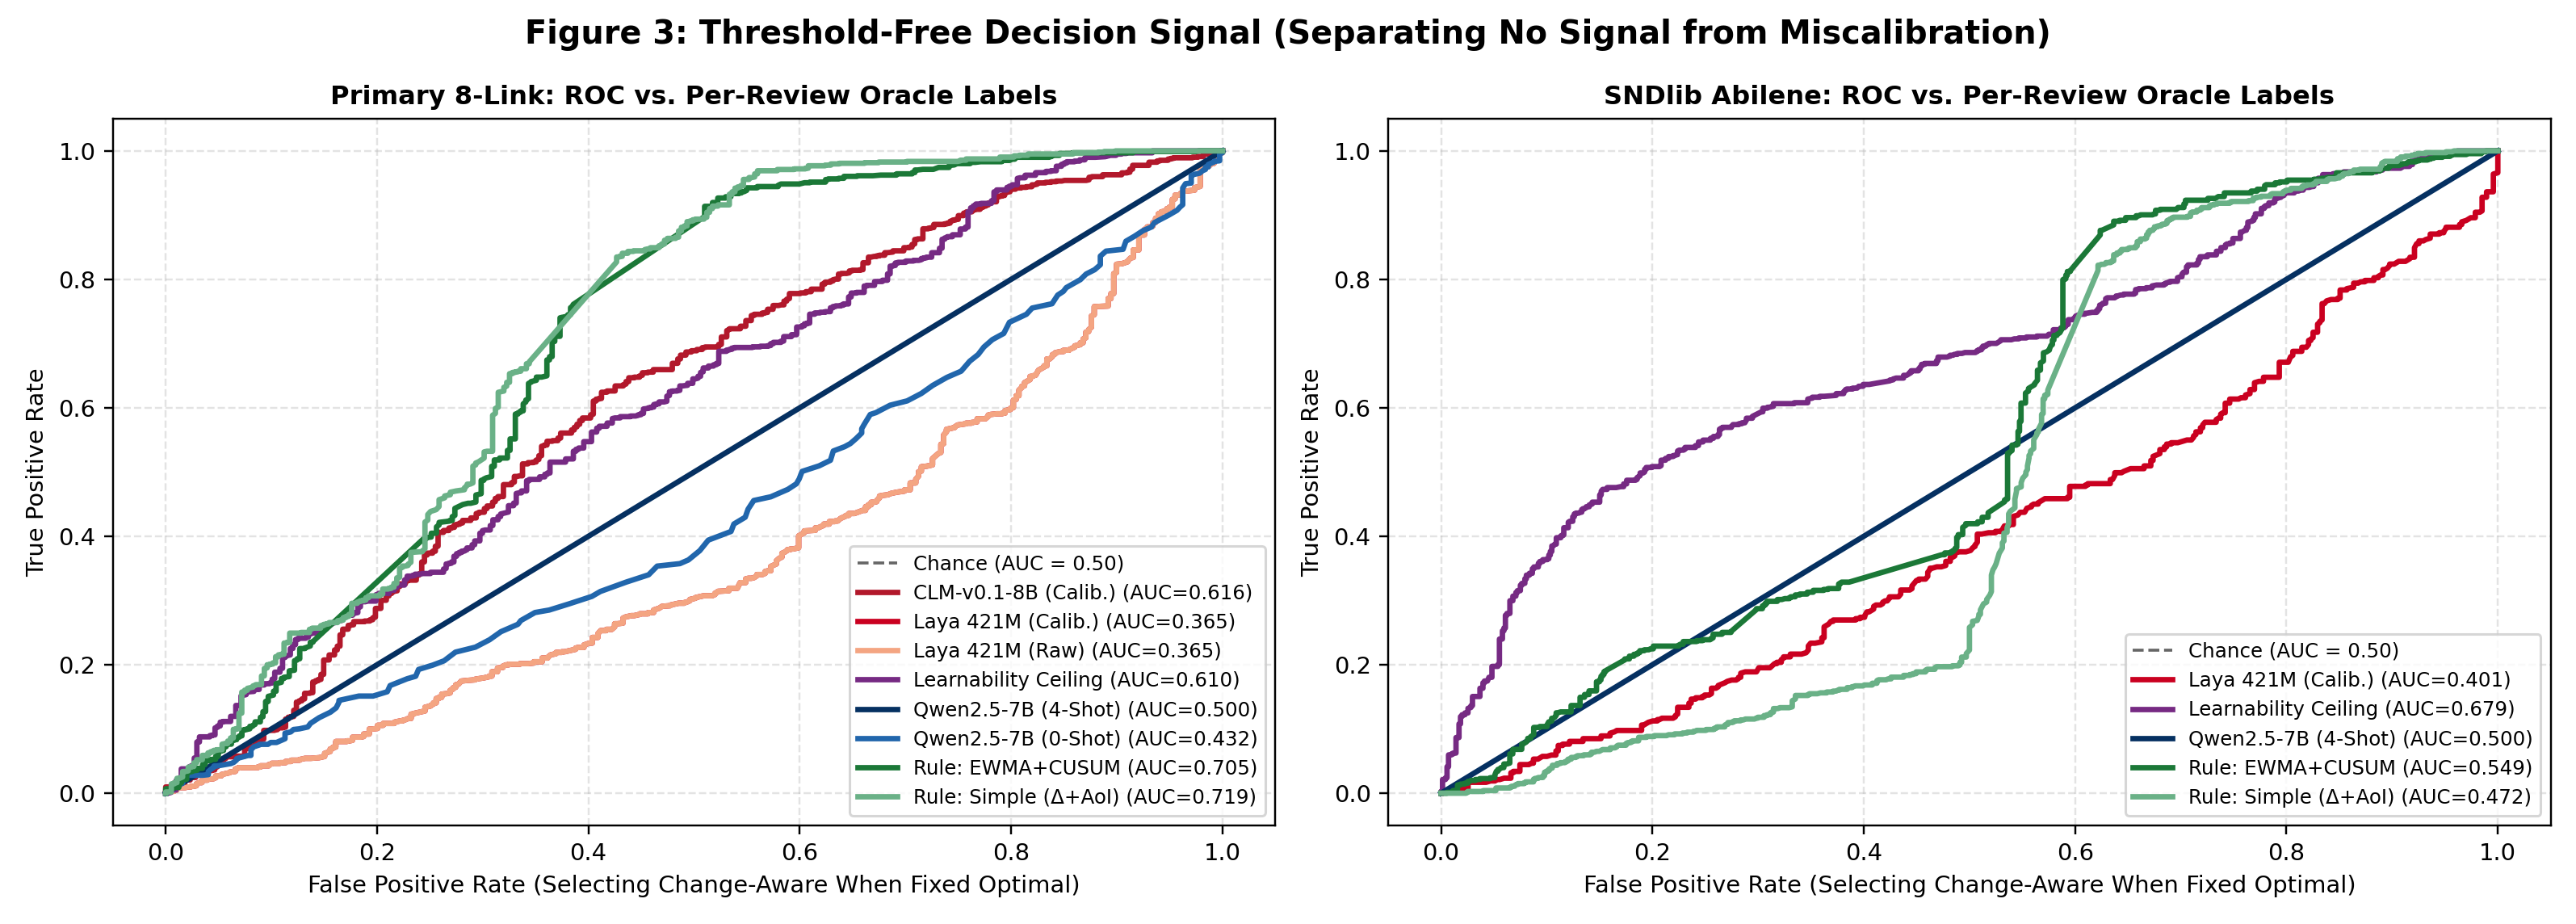 Figure 3: Threshold-Free Decision Signal (Separating No Signal from Miscalibration)
Primary 8-Link: ROC vs. Per-Review Oracle Labels
True Positive Rate
1.0
0.8
0.6
0.4
0.2
0.0
0.0 0.2 0.4 0.6 0.8 1.0
False Positive Rate (Selecting Change-Aware When Fixed Optimal)
Chance (AUC = 0.50)
CLM-v0.1-8B (Calib.) (AUC=0.616)
Laya 421M (Calib.) (AUC=0.365)
Laya 421M (Raw) (AUC=0.365)
Learnability Ceiling (AUC=0.610)
Qwen2.5-7B (4-Shot) (AUC=0.500)
Qwen2.5-7B (0-Shot) (AUC=0.432)
Rule: EWMA+CUSUM (AUC=0.705)
Rule: Simple (Δ+AoI) (AUC=0.719)
SNDlib Abilene: ROC vs. Per-Review Oracle Labels
True Positive Rate
1.0
0.8
0.6
0.4
0.2
0.0
0.0 0.2 0.4 0.6 0.8 1.0
False Positive Rate (Selecting Change-Aware When Fixed Optimal)
Chance (AUC = 0.50)
Laya 421M (Calib.) (AUC=0.401)
Learnability Ceiling (AUC=0.679)
Qwen2.5-7B (4-Shot) (AUC=0.500)
Rule: EWMA+CUSUM (AUC=0.549)
Rule: Simple (Δ+AoI) (AUC=0.472)